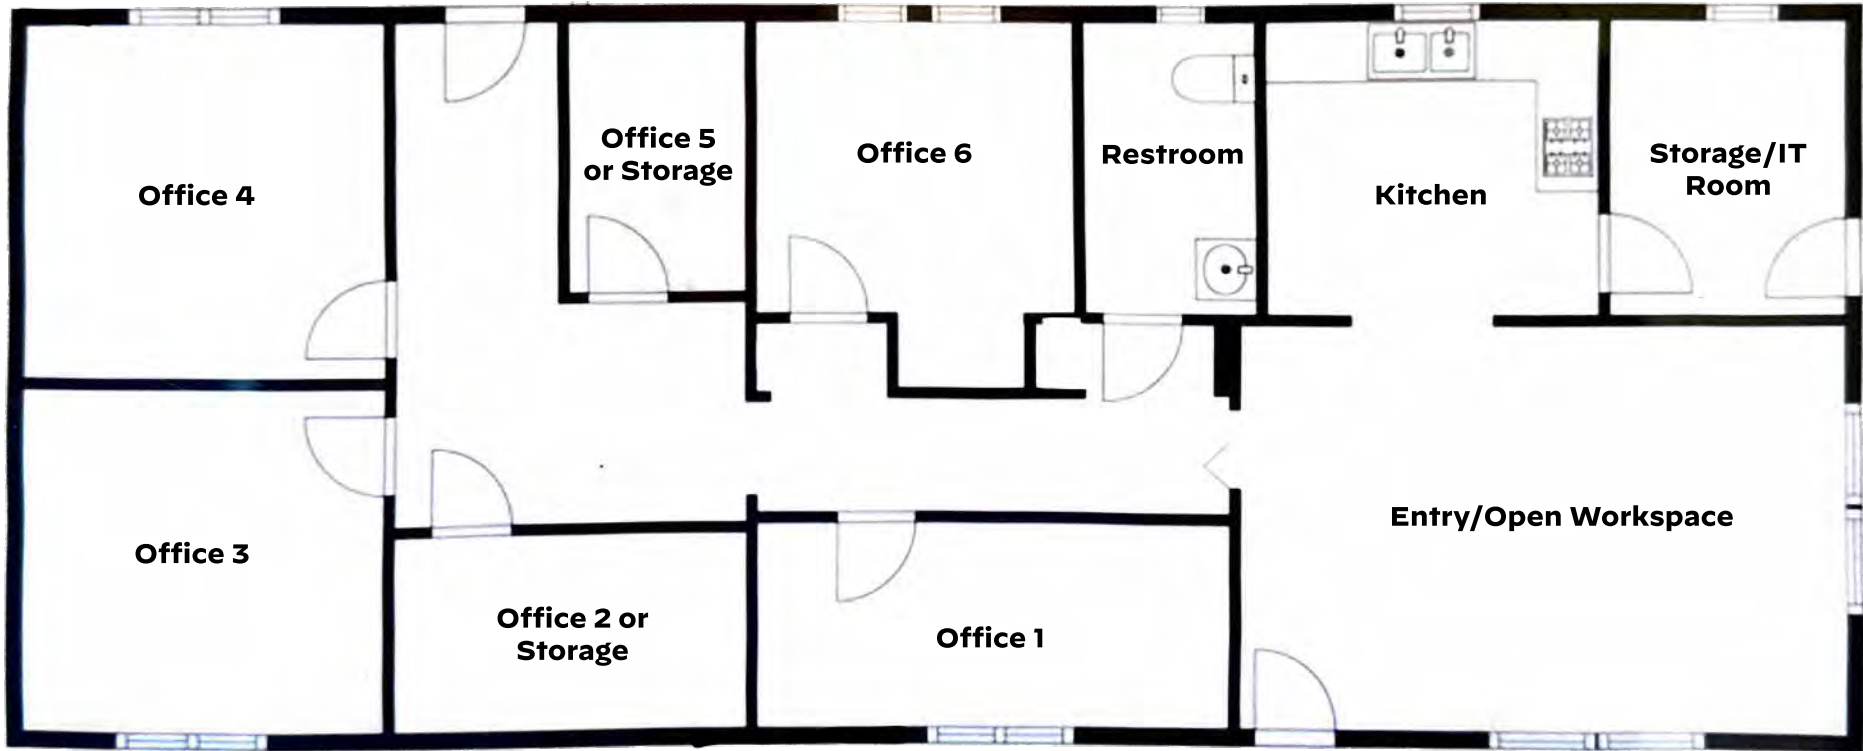 Office 4
Office 5
or Storage
Office 6
Restroom
Kitchen
Storage/IT
Room
Office 3
Office 2 or
Storage
Office 1
Entry/Open Workspace